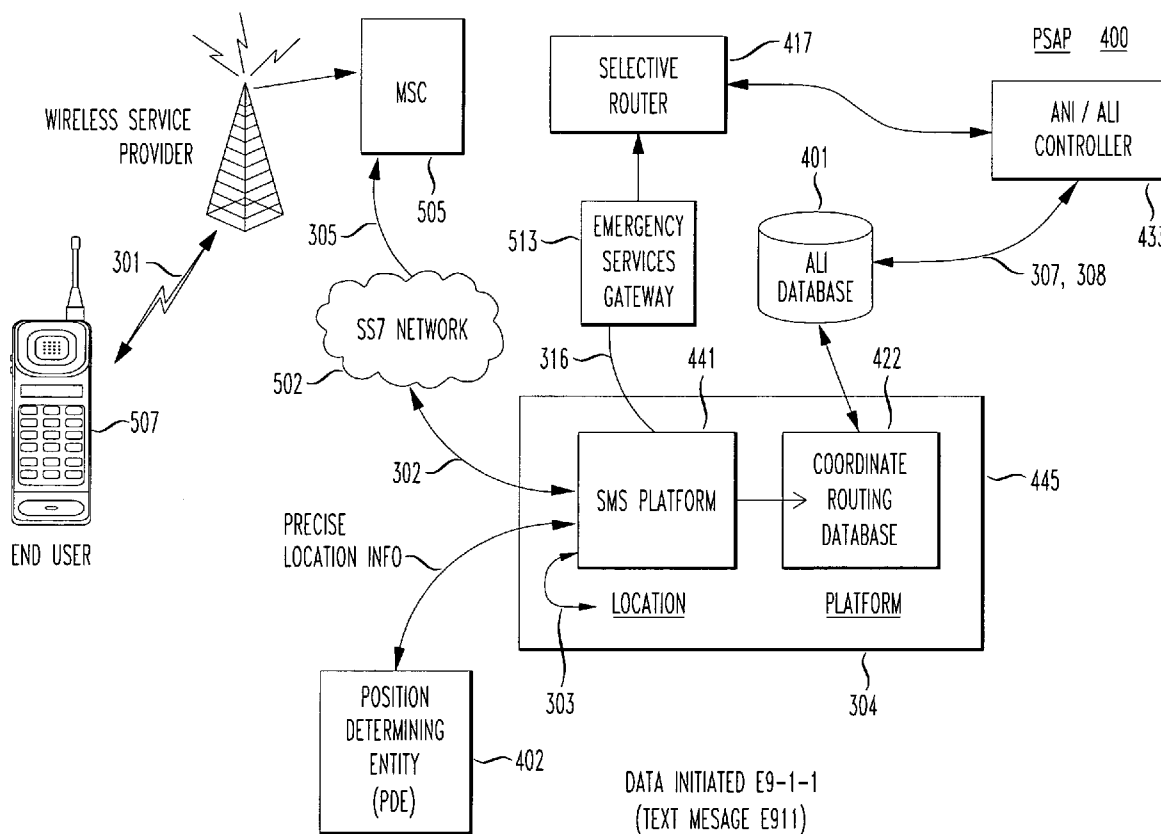 417
PSAP 400
SELECTIVE
ROUTER
MSC
ANI / ALI
CONTROLLER
WIRELESS SERVICE
PROVIDER
505
401
433
305
513
EMERGENCY
SERVICES
GATEWAY
ALI
DATABASE
307, 308
301
SS7 NETWORK
502
316
441
422
507
302
SMS PLATFORM
COORDINATE
ROUTING
DATABASE
445
END USER
PRECISE
LOCATION INFO
LOCATION
PLATFORM
303
304
POSITION
DETERMINING
ENTITY
(PDE)
402
DATA INITIATED E9-1-1
(TEXT MESAGE E911)